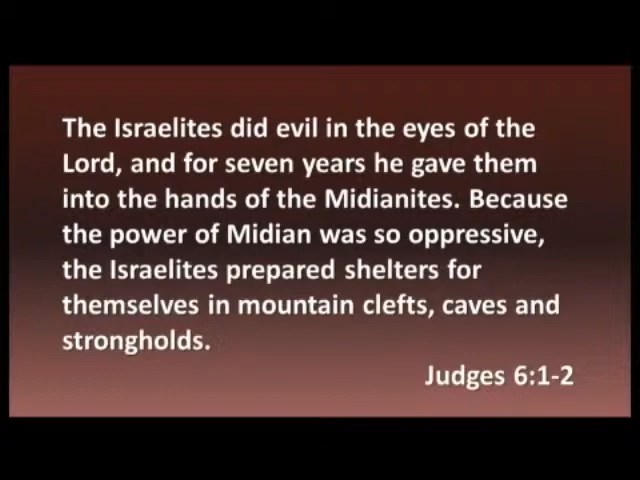 The Israelites did evil in the eyes of the
Lord, and for seven years he gave them
into the hands of the Midianites. Because
the power of Midian was so oppressive,
the Israelites prepared shelters for
themselves in mountain clefts, caves and
strongholds.
Judges 6:1-2